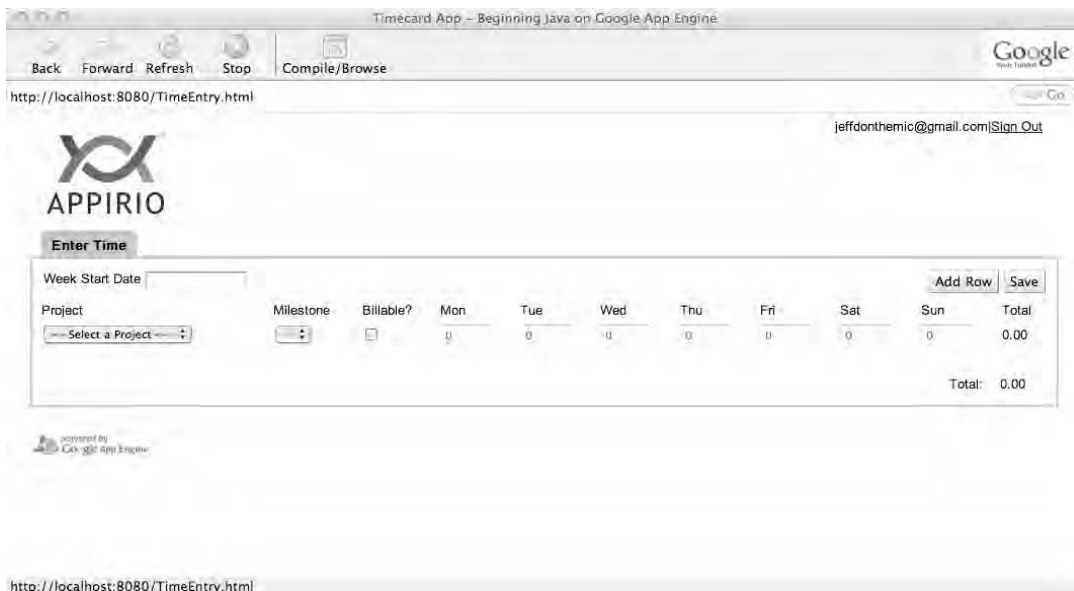 Timecard App – Beginning Java on Google App Engine
Back Forward Refresh Stop Compile/Browse
Google
Web Toolkit
http://localhost:8080/TimeEntry.html Go
jeffdonthemic@gmail.com|Sign Out
APPIRIO
Enter Time
Week Start Date Add Row Save
Project Milestone Billable? Mon Tue Wed Thu Fri Sat Sun Total
-- Select a Project -- 0 0 0 0 0 0 0 0.00
Total: 0.00
powered by
Google App Engine
http://localhost:8080/TimeEntry.html